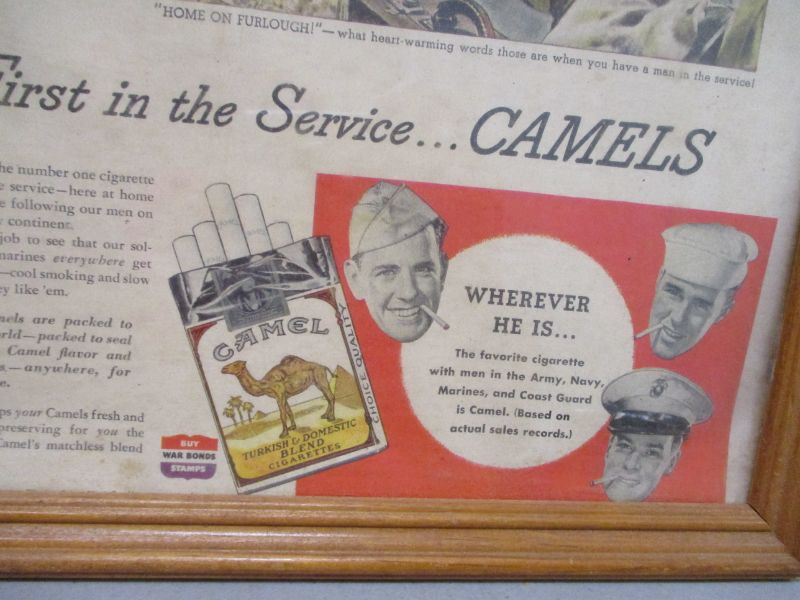 "HOME ON FURLOUGH!"—what heart-warming words those are when you have a man in the service!
First in the Service... CAMELS
he number one cigarette
service—here at home
following our men on
continent.
job to see that our sol-
marines everywhere get
—cool smoking and slow
ey like 'em.
mels are packed to
orld—packed to seal
Camel flavor and
s.—anywhere, for
e.
ps your Camels fresh and
preserving for you the
Camel's matchless blend
BUY
WAR BONDS
STAMPS
CAMEL
CHOICE QUALITY
TURKISH & DOMESTIC
BLEND
CIGARETTES
WHEREVER
HE IS...
The favorite cigarette
with men in the Army, Navy,
Marines, and Coast Guard
is Camel. (Based on
actual sales records.)